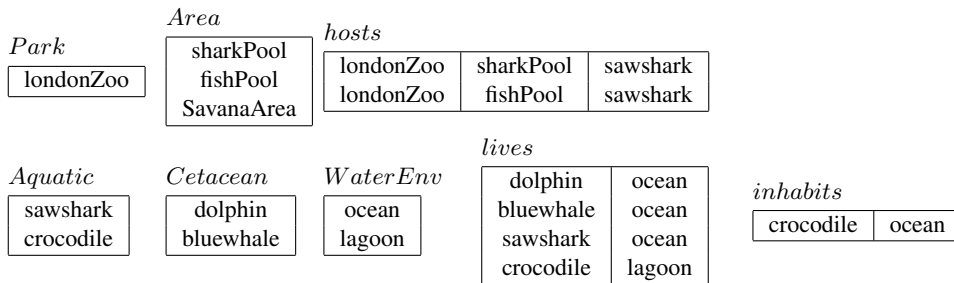 Park
londonZoo
Area
sharkPool
fishPool
SavanaArea
hosts
londonZoo sharkPool sawshark
londonZoo fishPool sawshark
Aquatic
sawshark
crocodile
Cetacean
dolphin
bluewhale
WaterEnv
ocean
lagoon
lives
dolphin ocean
bluewhale ocean
sawshark ocean
crocodile lagoon
inhabits
crocodile ocean